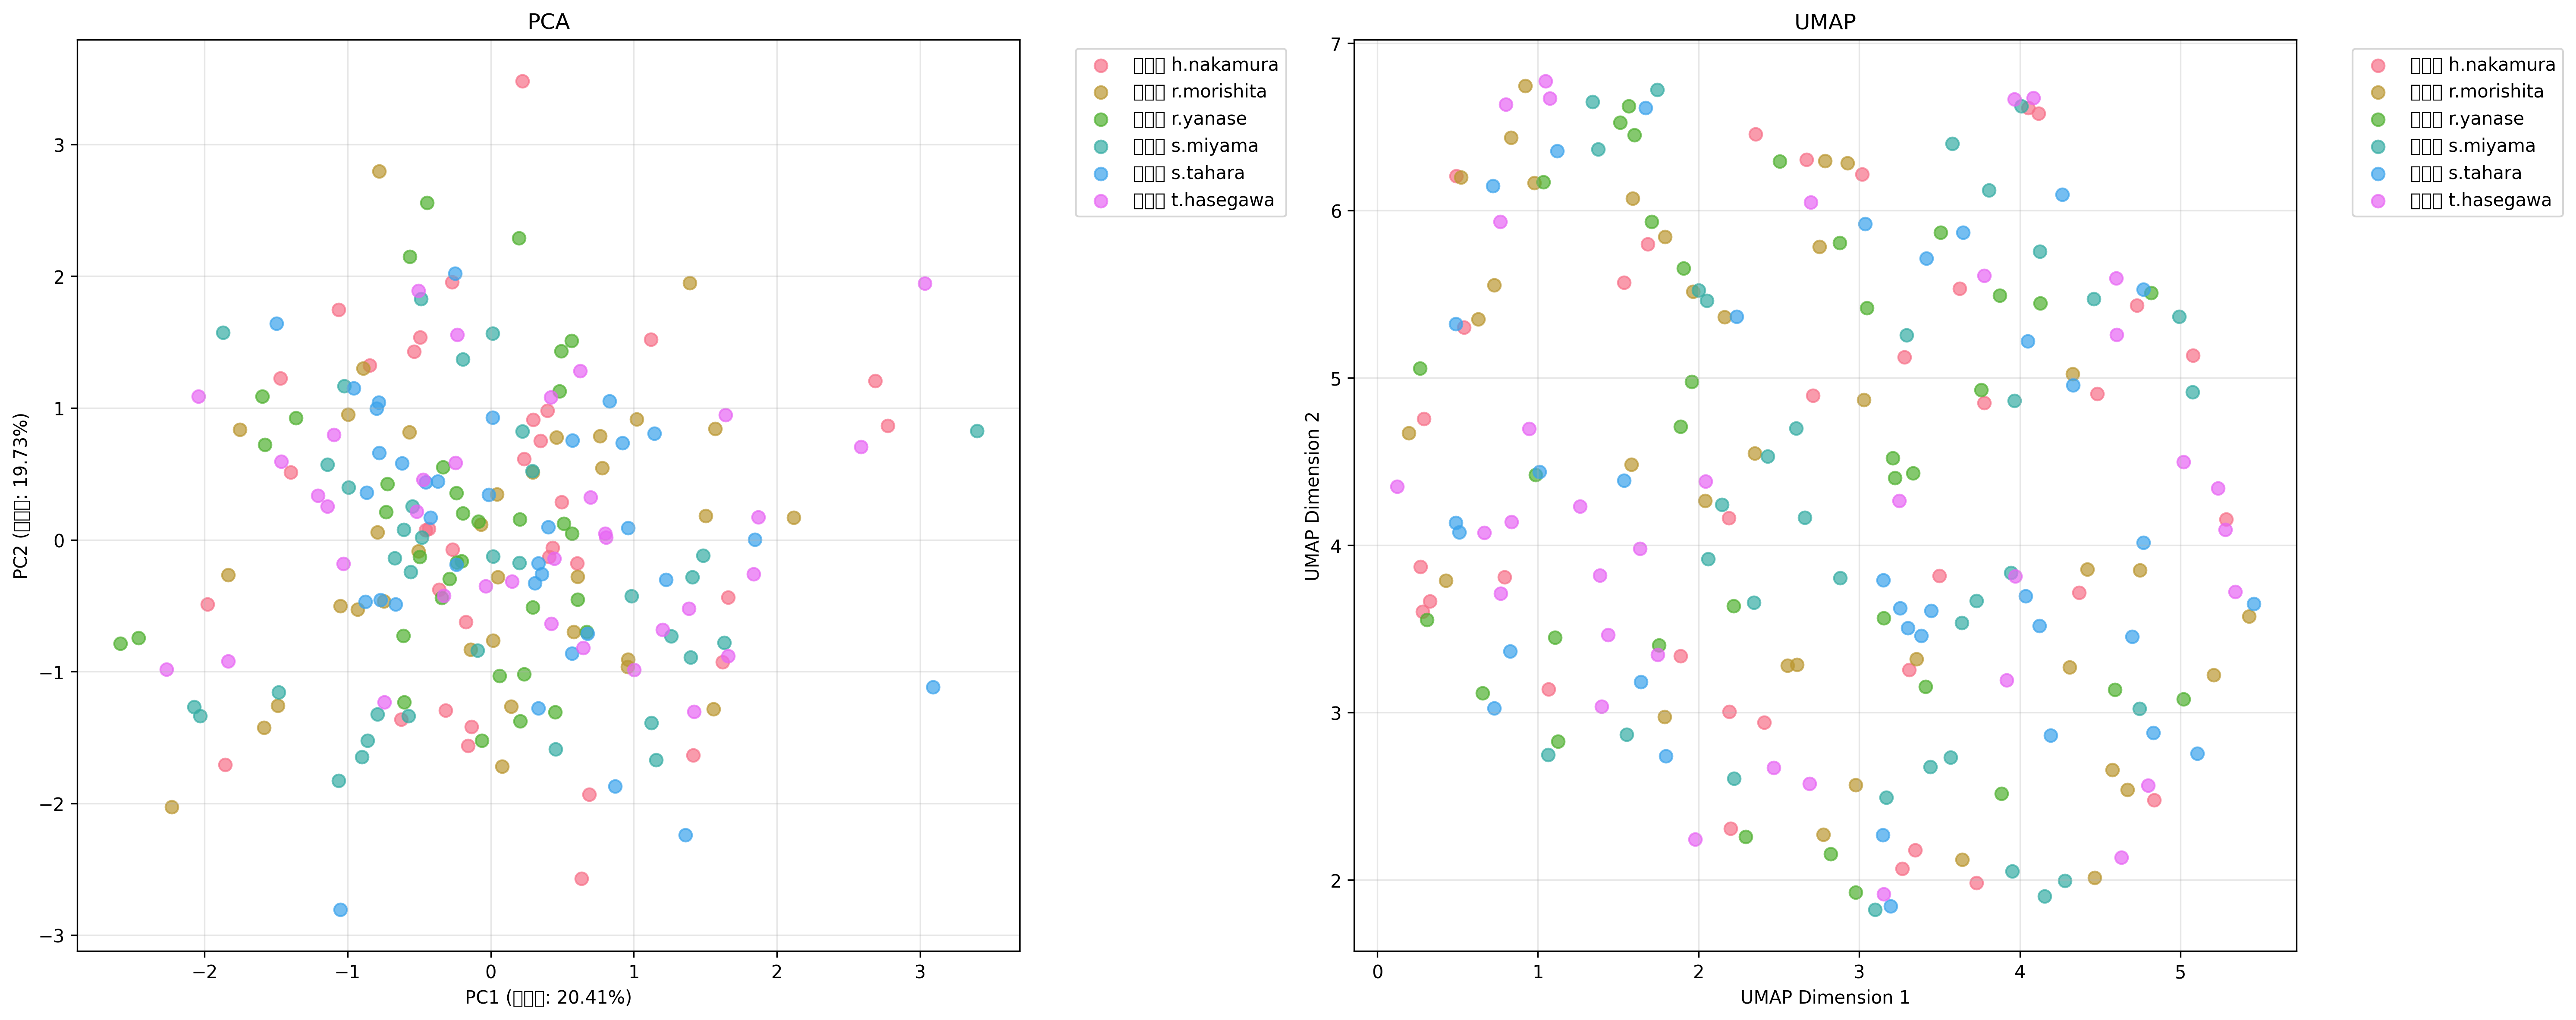 PCA
3
2
1
0
−1
−2
−3
PC2 (□□□: 19.73%)
−2
−1
0
1
2
3
PC1 (□□□: 20.41%)
□□□ h.nakamura
□□□ r.morishita
□□□ r.yanase
□□□ s.miyama
□□□ s.tahara
□□□ t.hasegawa
UMAP
7
6
5
4
3
2
UMAP Dimension 2
0
1
2
3
4
5
UMAP Dimension 1
□□□ h.nakamura
□□□ r.morishita
□□□ r.yanase
□□□ s.miyama
□□□ s.tahara
□□□ t.hasegawa